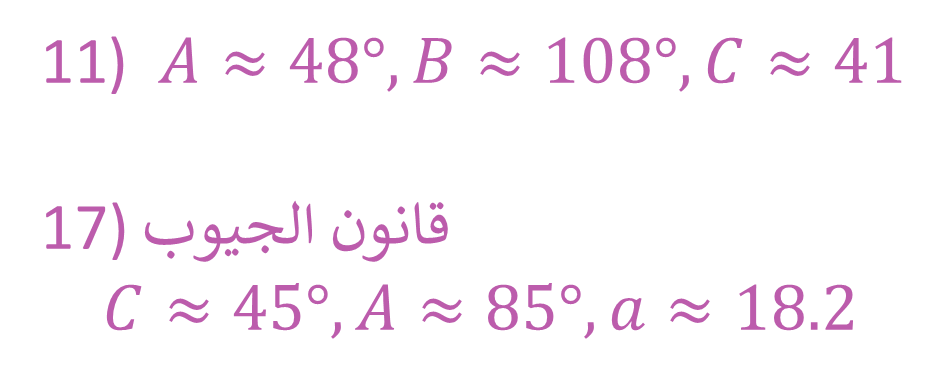 11) A ≈ 48°, B ≈ 108°, C ≈ 41
17) قانون الجيوب
C ≈ 45°, A ≈ 85°, a ≈ 18.2